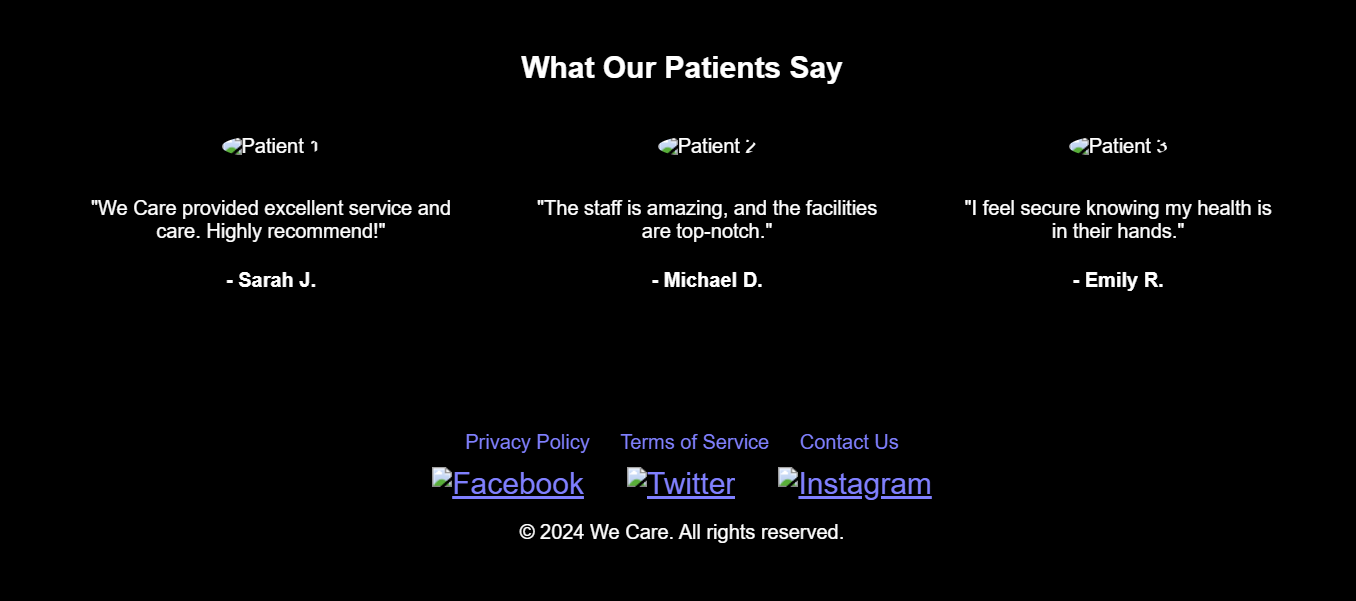 What Our Patients Say
Patient 1 Patient 2 Patient 3
"We Care provided excellent service and "The staff is amazing, and the facilities "I feel secure knowing my health is
care. Highly recommend!" are top-notch." in their hands."
- Sarah J. - Michael D. - Emily R.
Privacy Policy Terms of Service Contact Us
Facebook Twitter Instagram
© 2024 We Care. All rights reserved.